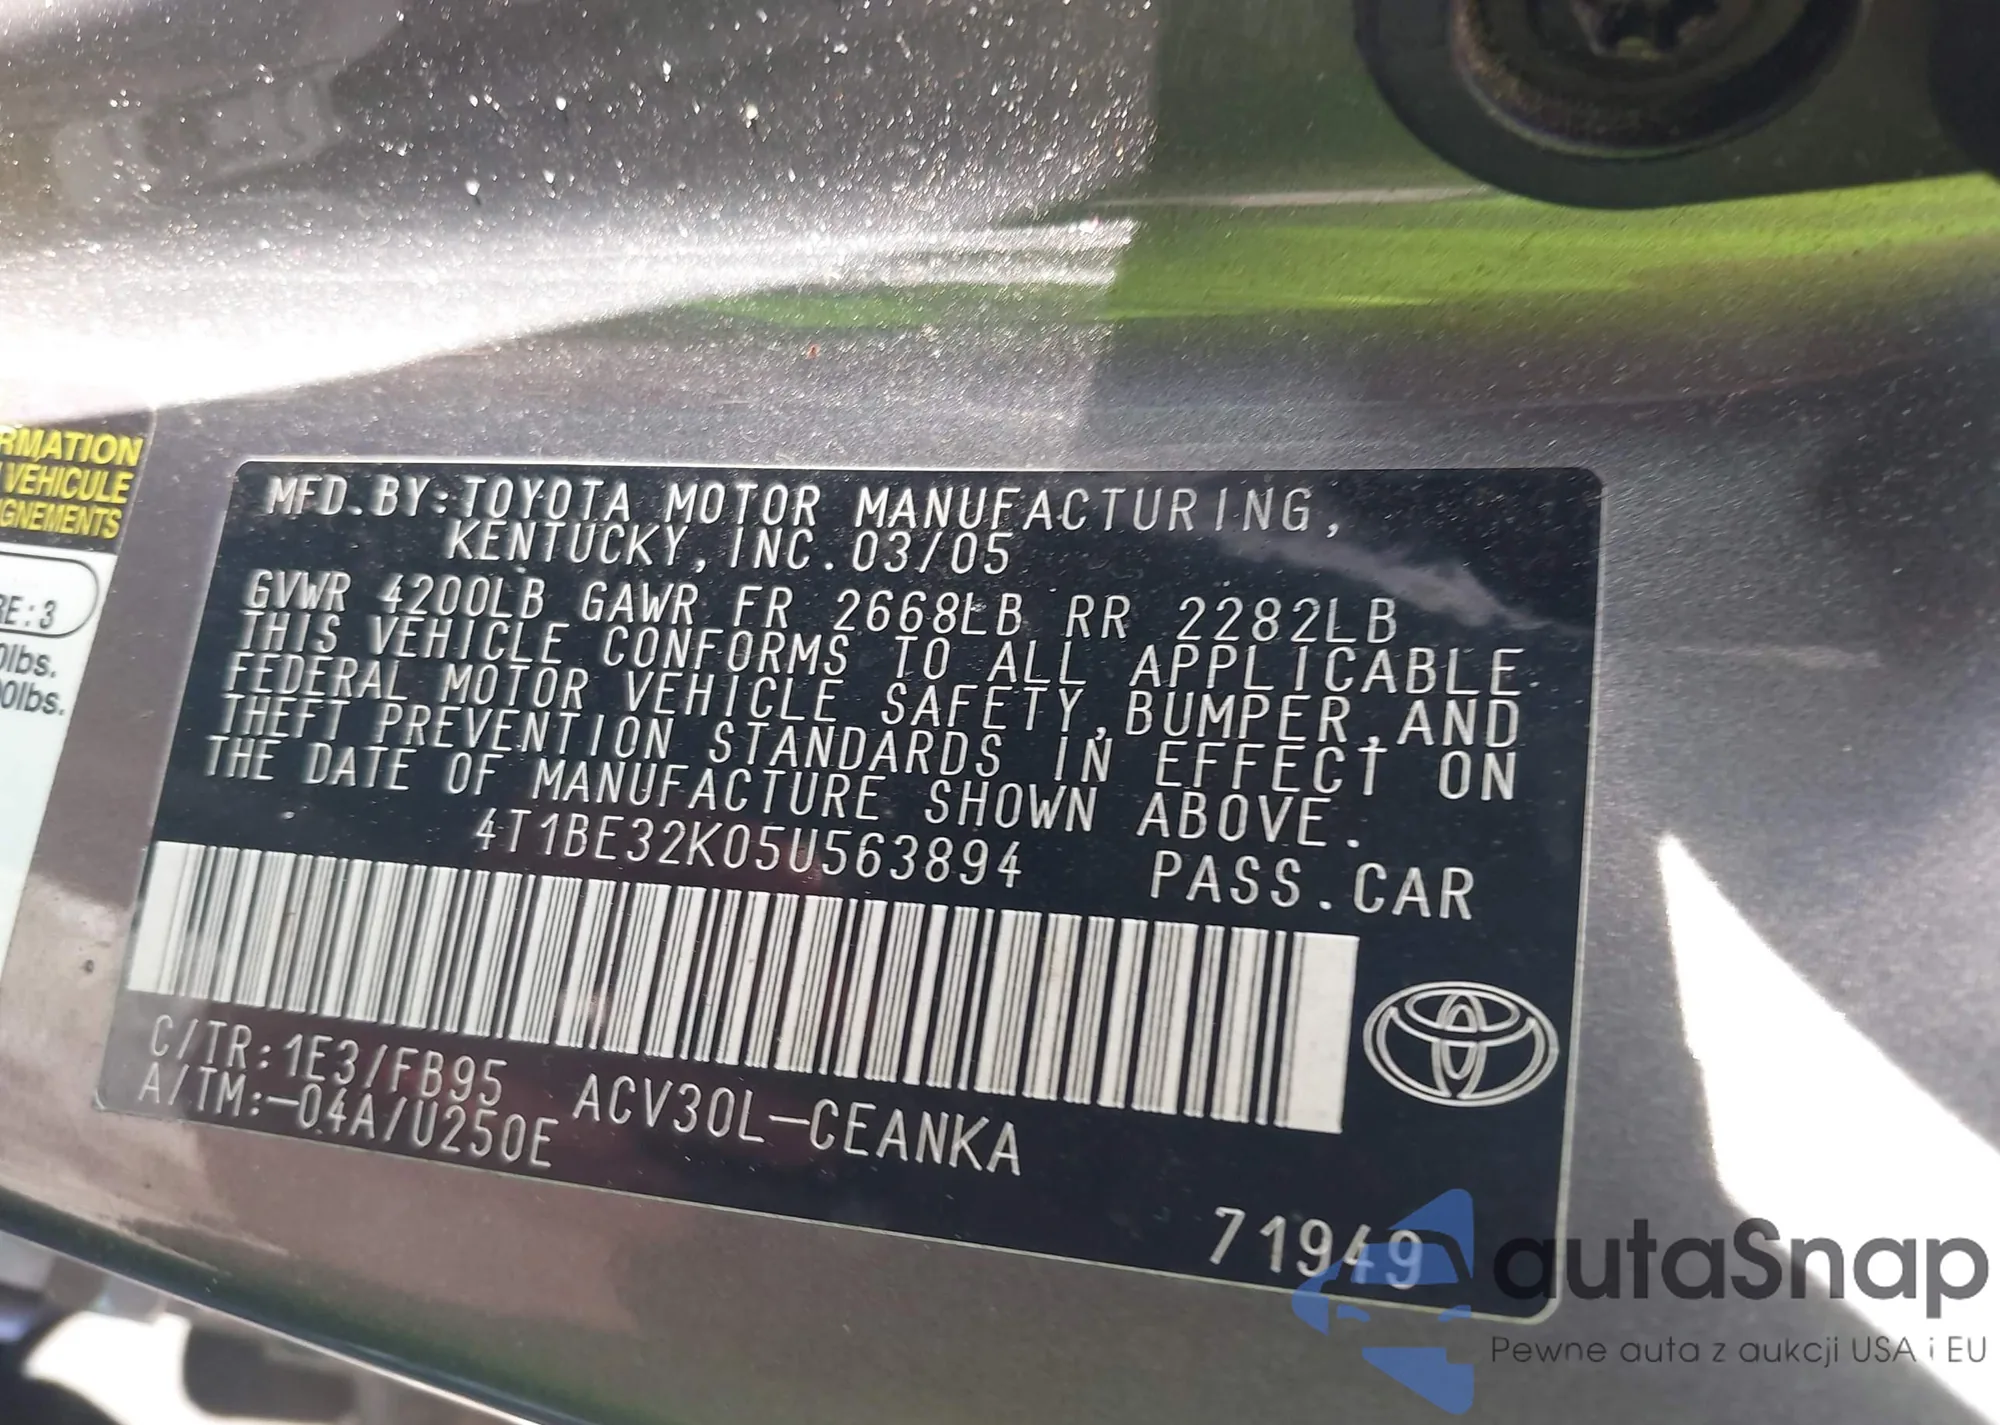 RMATION
VEHICULE
GNEMENTS
RE:3
0lbs.
0lbs.
MFD.BY:TOYOTA MOTOR MANUFACTURING,
KENTUCKY,INC.03/05
GVWR 4200LB GAWR FR 2668LB RR 2282LB
THIS VEHICLE CONFORMS TO ALL APPLICABLE
FEDERAL MOTOR VEHICLE SAFETY,BUMPER,AND
THEFT PREVENTION STANDARDS IN EFFECT ON
THE DATE OF MANUFACTURE SHOWN ABOVE.
4T1BE32K05U563894 PASS.CAR
C/TR:1E3/FB95 ACV30L-CEANKA
A/TM:-04A/U250E
71949
autaSnap
Pewne auta z aukcji USA i EU